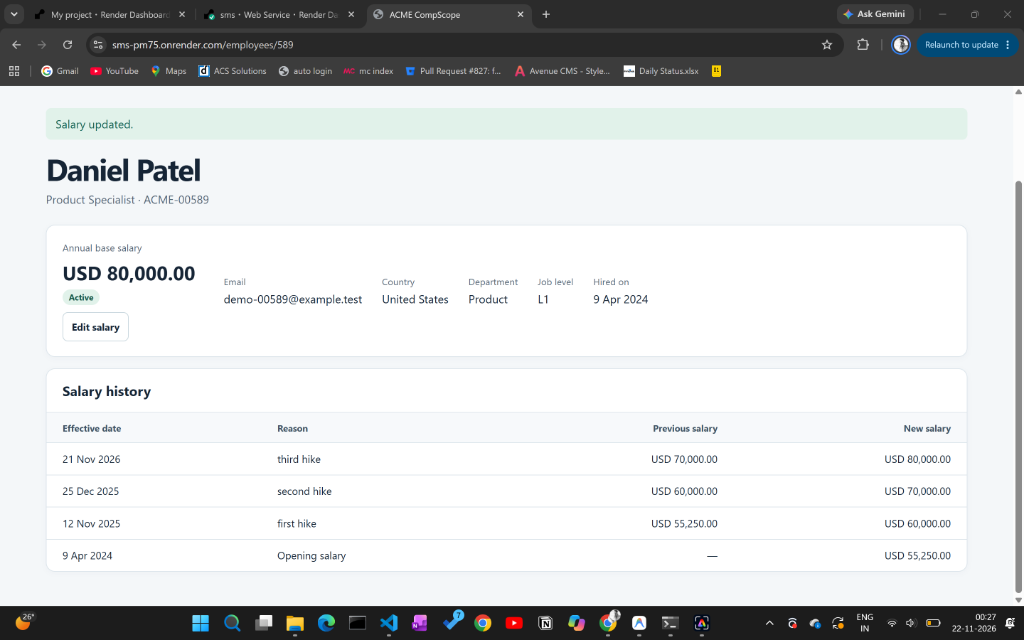 My project · Render Dashboard
sms · Web Service · Render Da
ACME CompScope
Ask Gemini
sms-pm75.onrender.com/employees/589
Relaunch to update
Gmail
YouTube
Maps
ACS Solutions
auto login
MC mc index
Pull Request #827: f...
Avenue CMS - Style...
Daily Status.xlsx
Salary updated.
Daniel Patel
Product Specialist · ACME-00589
Annual base salary
USD 80,000.00
Active
Edit salary
Email
demo-00589@example.test
Country
United States
Department
Product
Job level
L1
Hired on
9 Apr 2024
Salary history
Effective date Reason Previous salary New salary
21 Nov 2026 third hike USD 70,000.00 USD 80,000.00
25 Dec 2025 second hike USD 60,000.00 USD 70,000.00
12 Nov 2025 first hike USD 55,250.00 USD 60,000.00
9 Apr 2024 Opening salary — USD 55,250.00
26°
7
ENG
IN
00:27
22-11-2026